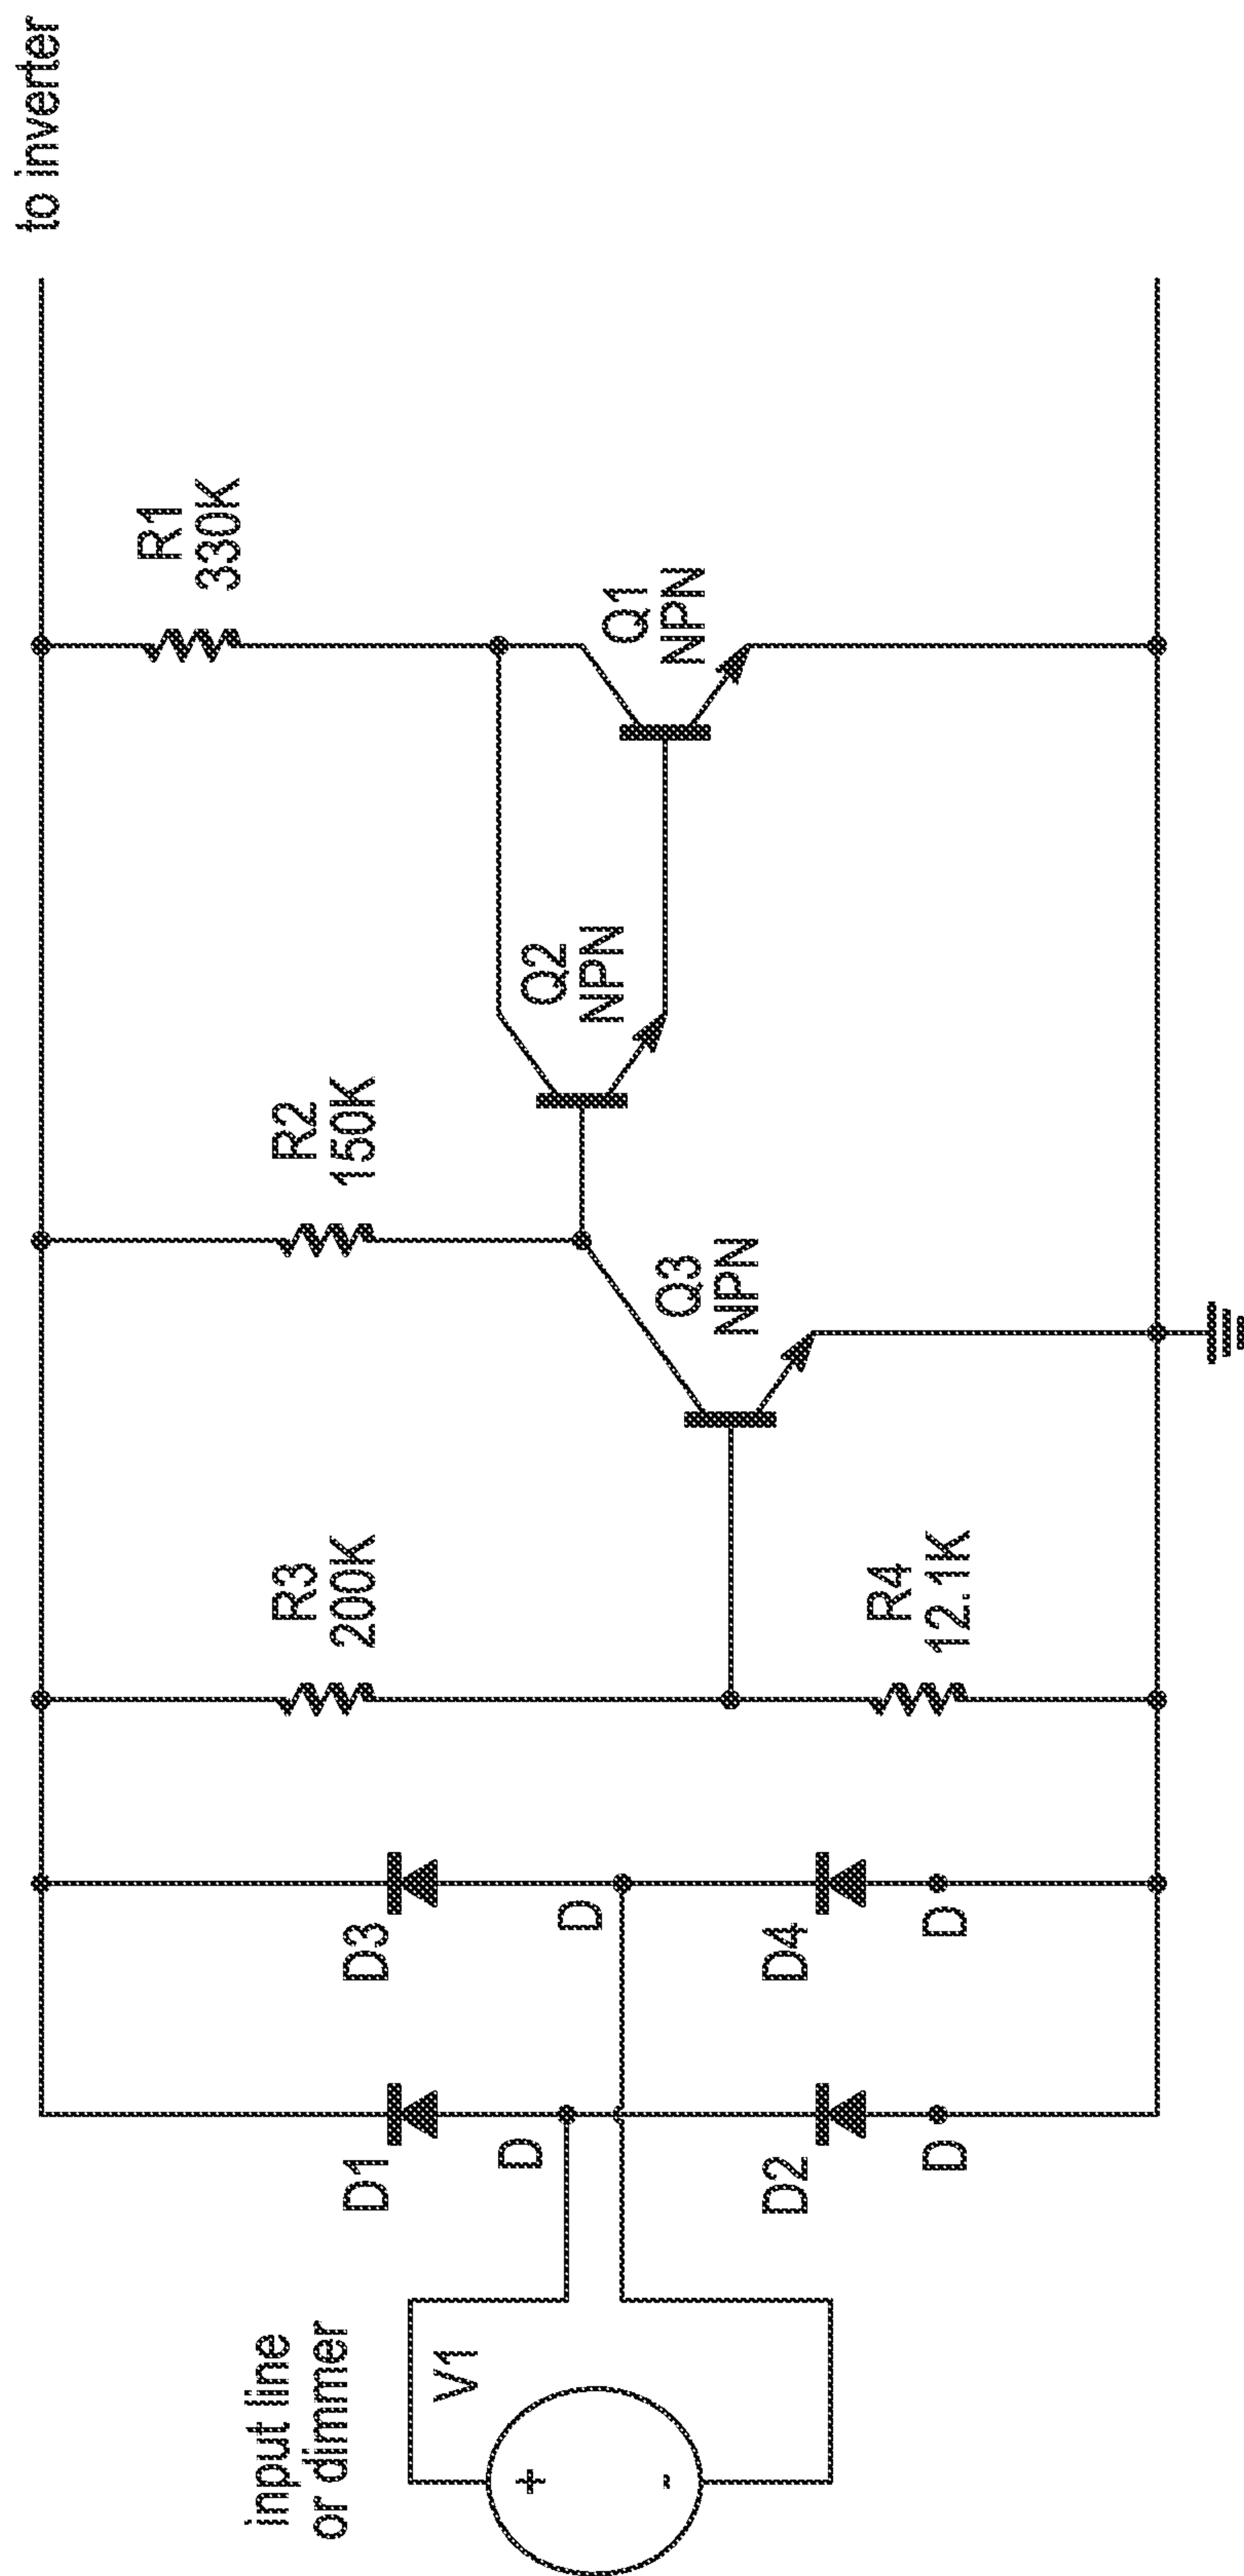 input line
or dimmer
V1
+
-
D1
D
D2
D
D3
D
D4
D
R3
200K
R4
12.1K
R2
150K
Q3
NPN
Q2
NPN
Q1
NPN
R1
330K
to inverter